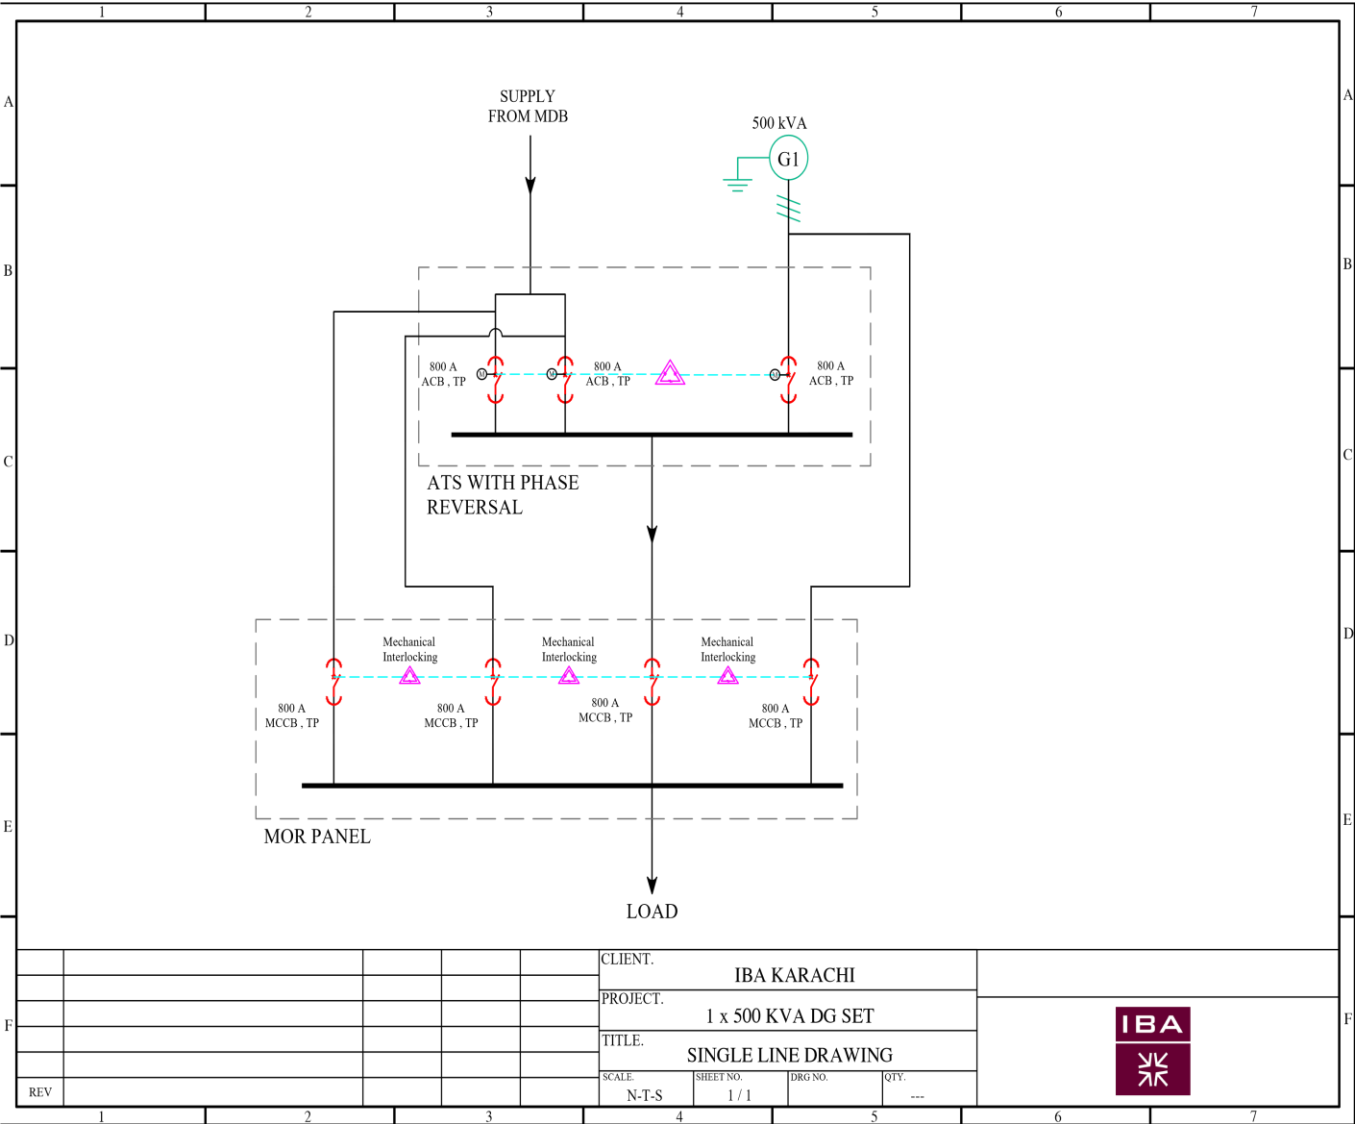 1 2 3 4 5 6 7
A A
SUPPLY
FROM MDB
500 kVA
G1
B B
800 A
ACB , TP
800 A
ACB , TP
800 A
ACB , TP
C C
ATS WITH PHASE
REVERSAL
D D
Mechanical
Interlocking
Mechanical
Interlocking
Mechanical
Interlocking
800 A
MCCB , TP
800 A
MCCB , TP
800 A
MCCB , TP
800 A
MCCB , TP
E E
MOR PANEL
LOAD
CLIENT.
IBA KARACHI
PROJECT.
1 x 500 KVA DG SET
TITLE.
SINGLE LINE DRAWING
SCALE.
N-T-S
SHEET NO.
1 / 1
DRG NO.
QTY.
---
F F
REV
IBA
1 2 3 4 5 6 7